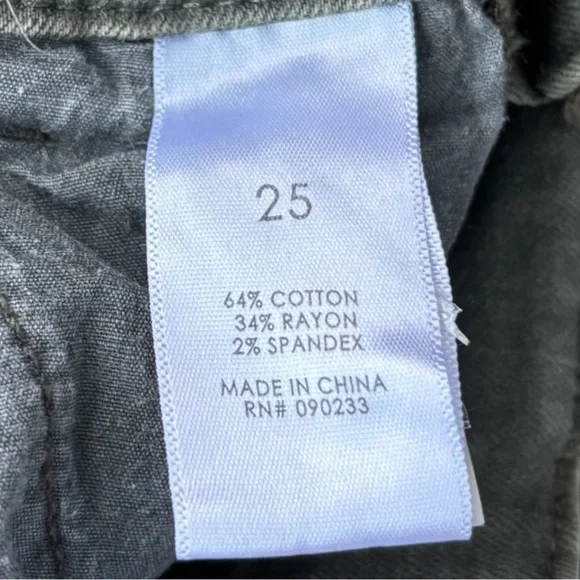 25
64% COTTON
34% RAYON
2% SPANDEX
MADE IN CHINA
RN# 090233